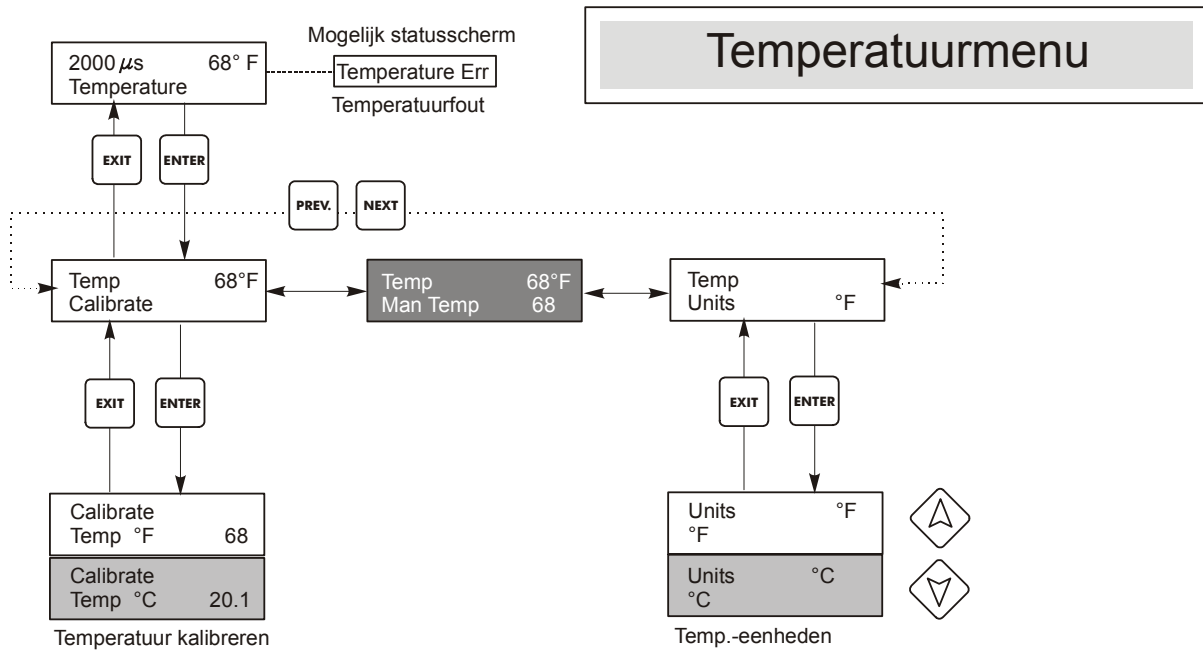 Temperatuurmenu
Mogelijk statusscherm
2000 µs 68° F
Temperature
Temperature Err
Temperatuurfout
EXIT ENTER
PREV. NEXT
Temp 68°F
Calibrate
Temp 68°F
Man Temp 68
Temp
Units °F
EXIT ENTER
EXIT ENTER
Calibrate
Temp °F 68
Calibrate
Temp °C 20.1
Temperatuur kalibreren
Units °F
°F
Units °C
°C
Temp.-eenheden